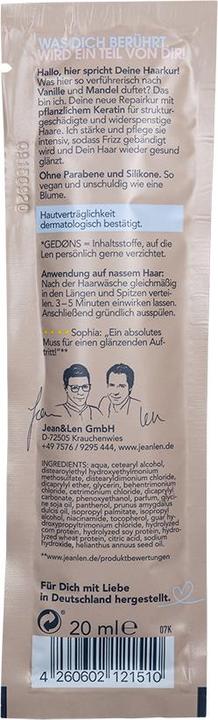 WAS DICH BERÜHRT,
WIRD EIN TEIL VON DIR!
Hallo, hier spricht Deine Haarkur!
Was hier so verführerisch nach
Vanille und Mandel duftet? Das
bin ich. Deine neue Repairkur mit
pflanzlichem Keratin für struktur-
geschädigte und widerspenstige
Haare. Ich stärke und pflege sie
intensiv, sodass Frizz gebändigt
wird und Dein Haar wieder gesund
glänzt.
Ohne Parabene und Silikone. So
vegan und unschuldig wie eine
Blume.
Hautverträglichkeit
dermatologisch bestätigt.
*GEDØNS = Inhaltsstoffe, auf die
Len persönlich gerne verzichtet.
Anwendung auf nassem Haar:
Nach der Haarwäsche gleichmäßig
in den Längen und Spitzen vertei-
len. 3–5 Minuten einwirken lassen.
Anschließend gründlich ausspülen.
Sophia: „Ein absolutes
Muss für einen glänzenden Auf-
tritt!“**
Jean
len
Jean&Len GmbH
D-72505 Krauchenwies
+49 7576 / 9295 444, www.jeanlen.de
INGREDIENTS: aqua, cetearyl alcohol,
distearoylethyl hydroxyethylmonium
methosulfate, distearyldimonium chloride,
dicaprylyl ether, glycerin, behentrimonium
chloride, cetrimonium chloride, dicaprylyl
carbonate, phenoxyethanol, parfum, glyci-
ne soja oil, panthenol, prunus amygdala
dulcis oil, isopropyl palmitate, isopropyl
alcohol, niacinamide, tocopherol, guar hy-
droxypropyltrimonium chloride, hydrolyzed
corn protein, hydrolyzed soy protein, hydro-
lyzed wheat protein, citric acid, sodium
hydroxide, helianthus annuus seed oil.
**www.jeanlen.de/produktbewertungen
Für Dich mit Liebe
in Deutschland hergestellt.
20 ml e
07K
4 260602 121510